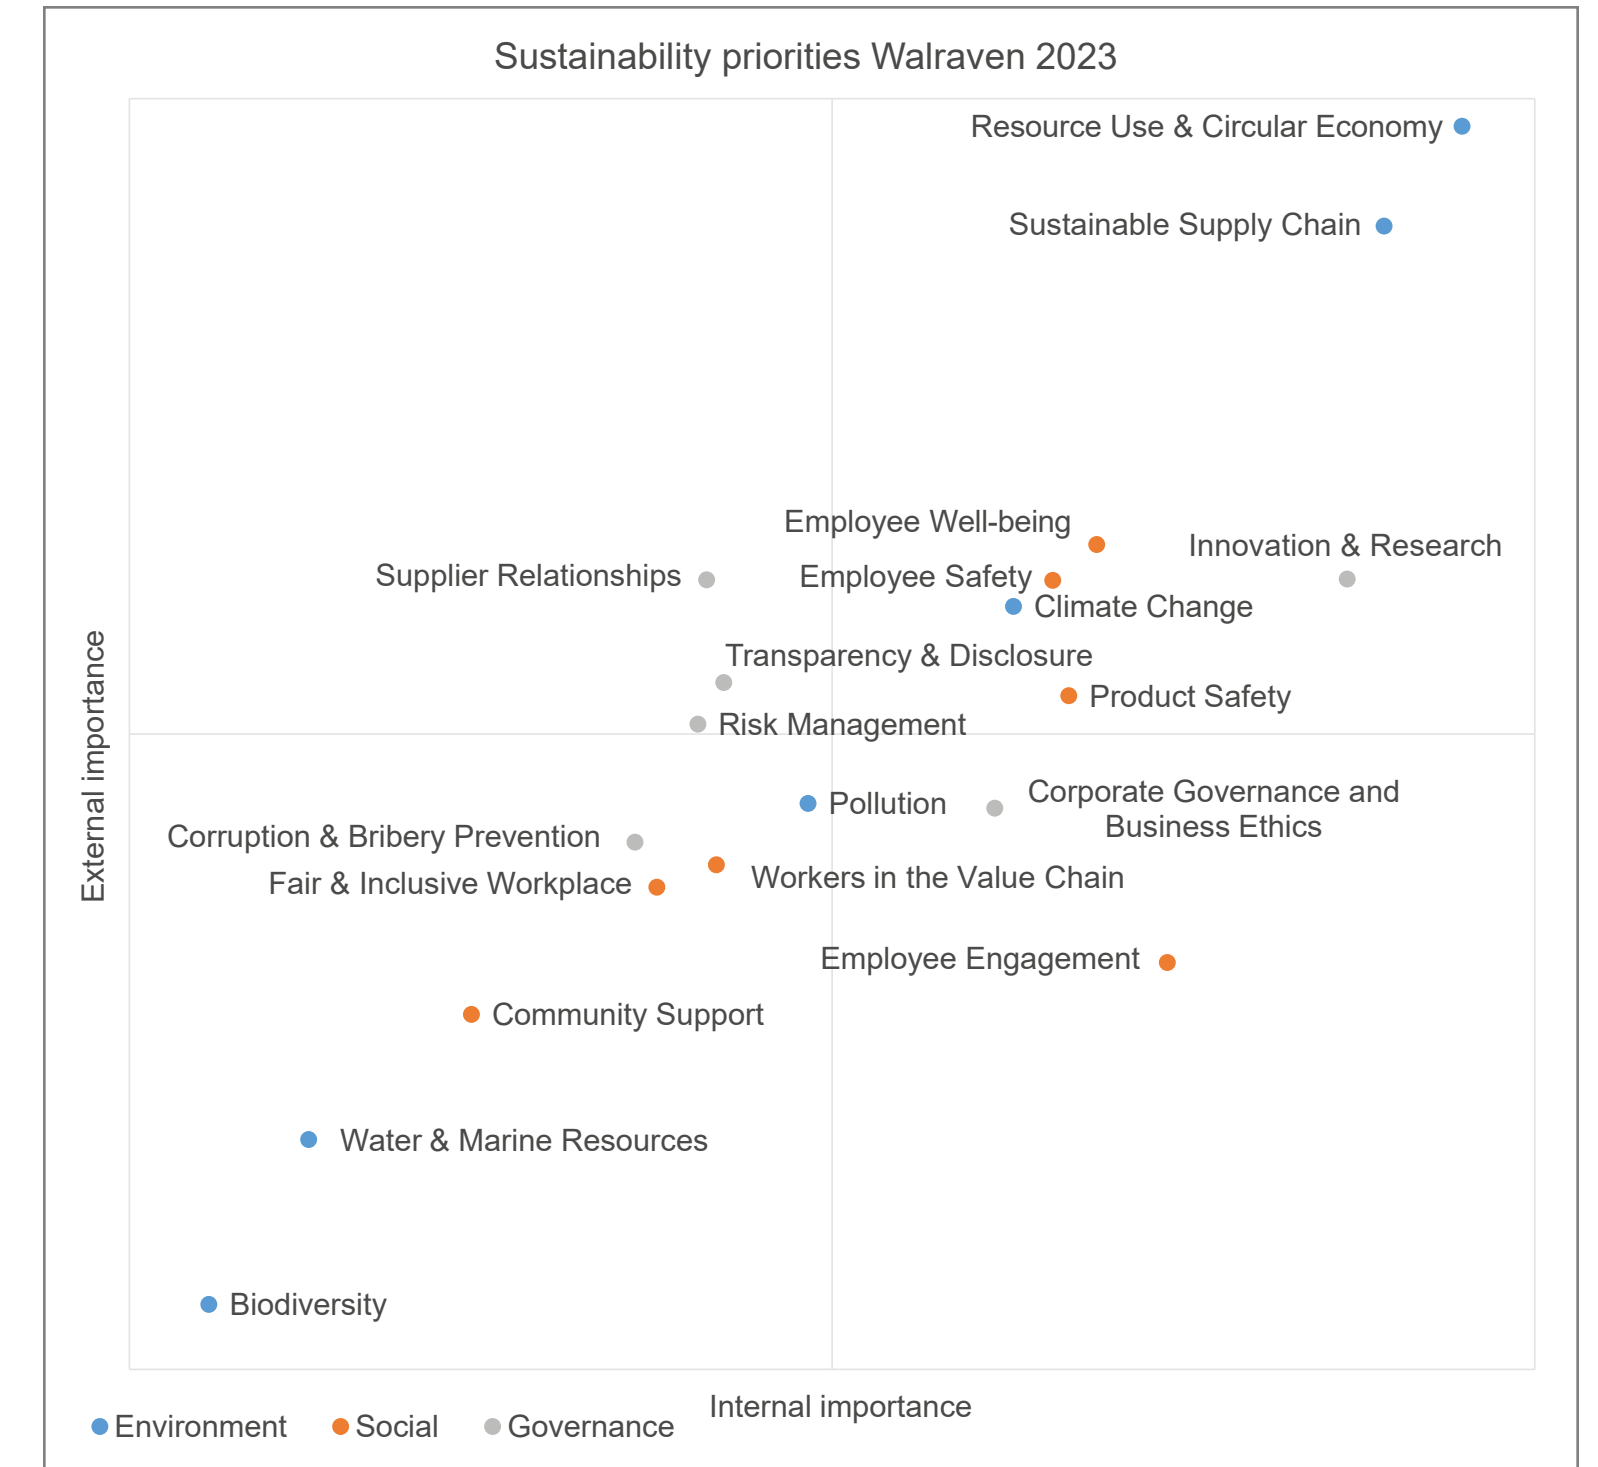 Sustainability priorities Walraven 2023
Resource Use & Circular Economy
Sustainable Supply Chain
Employee Well-being
Innovation & Research
Supplier Relationships
Employee Safety
Climate Change
Transparency & Disclosure
Product Safety
Risk Management
External importance
Pollution
Corporate Governance and
Business Ethics
Corruption & Bribery Prevention
Workers in the Value Chain
Fair & Inclusive Workplace
Employee Engagement
Community Support
Water & Marine Resources
Biodiversity
Internal importance
Environment
Social
Governance